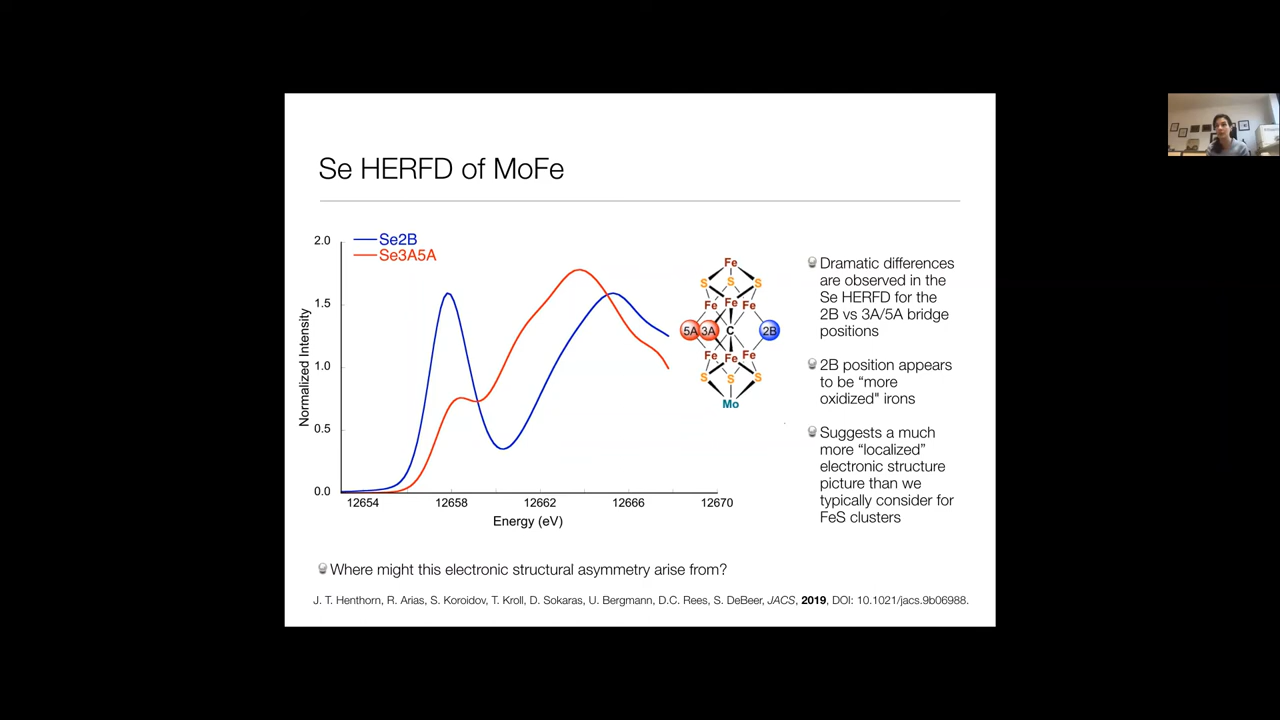 Se HERFD of MoFe
Se2B
Se3A5A
2.0
1.5
1.0
0.5
0.0
Normalized Intensity
12654 12658 12662 12666 12670
Energy (eV)
Fe
S S S
Fe Fe Fe
5A 3A C 2B
Fe Fe Fe
S S S
Mo
Dramatic differences
are observed in the
Se HERFD for the
2B vs 3A/5A bridge
positions
2B position appears
to be “more
oxidized" irons
Suggests a much
more “localized”
electronic structure
picture than we
typically consider for
FeS clusters
Where might this electronic structural asymmetry arise from?
J. T. Henthorn, R. Arias, S. Koroidov, T. Kroll, D. Sokaras, U. Bergmann, D.C. Rees, S. DeBeer, JACS, 2019, DOI: 10.1021/jacs.9b06988.